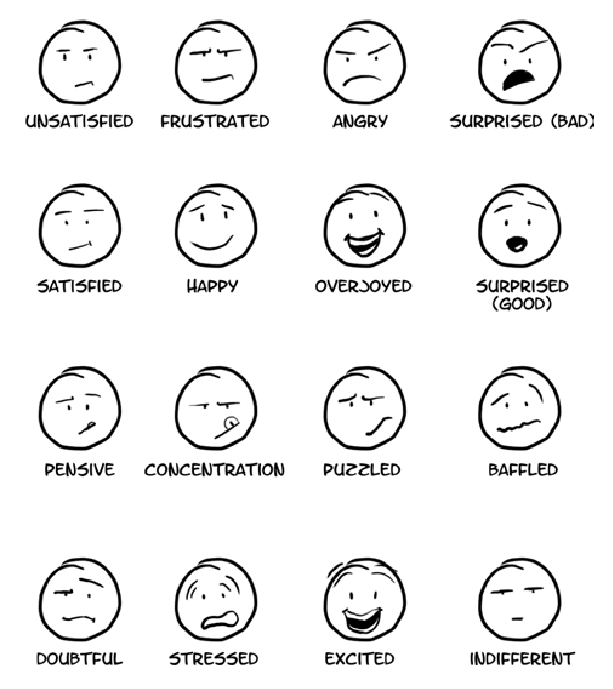 UNSATISFIED
FRUSTRATED
ANGRY
SURPRISED (BAD)
SATISFIED
HAPPY
OVERJOYED
SURPRISED
(GOOD)
PENSIVE
CONCENTRATION
PUZZLED
BAFFLED
DOUBTFUL
STRESSED
EXCITED
INDIFFERENT